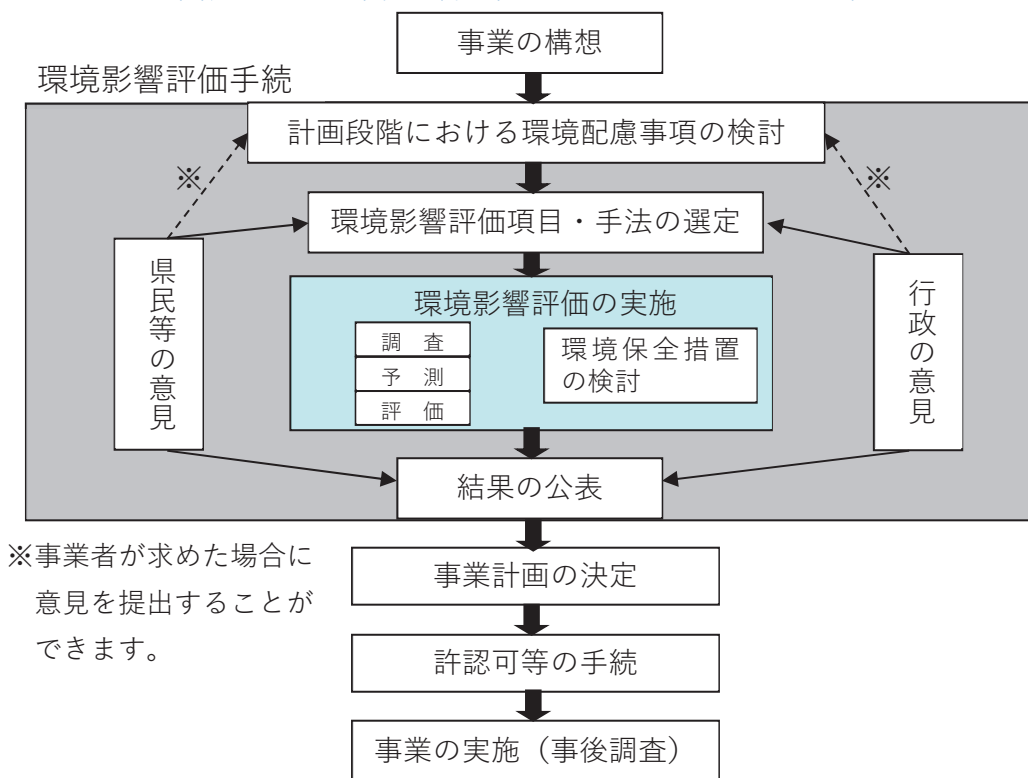 事業の構想
環境影響評価手続
計画段階における環境配慮事項の検討
※
※
環境影響評価項目・手法の選定
県民等の意見
行政の意見
環境影響評価の実施
調 査
予 測
評 価
環境保全措置
の検討
結果の公表
※事業者が求めた場合に
意見を提出することが
できます。
事業計画の決定
許認可等の手続
事業の実施（事後調査）